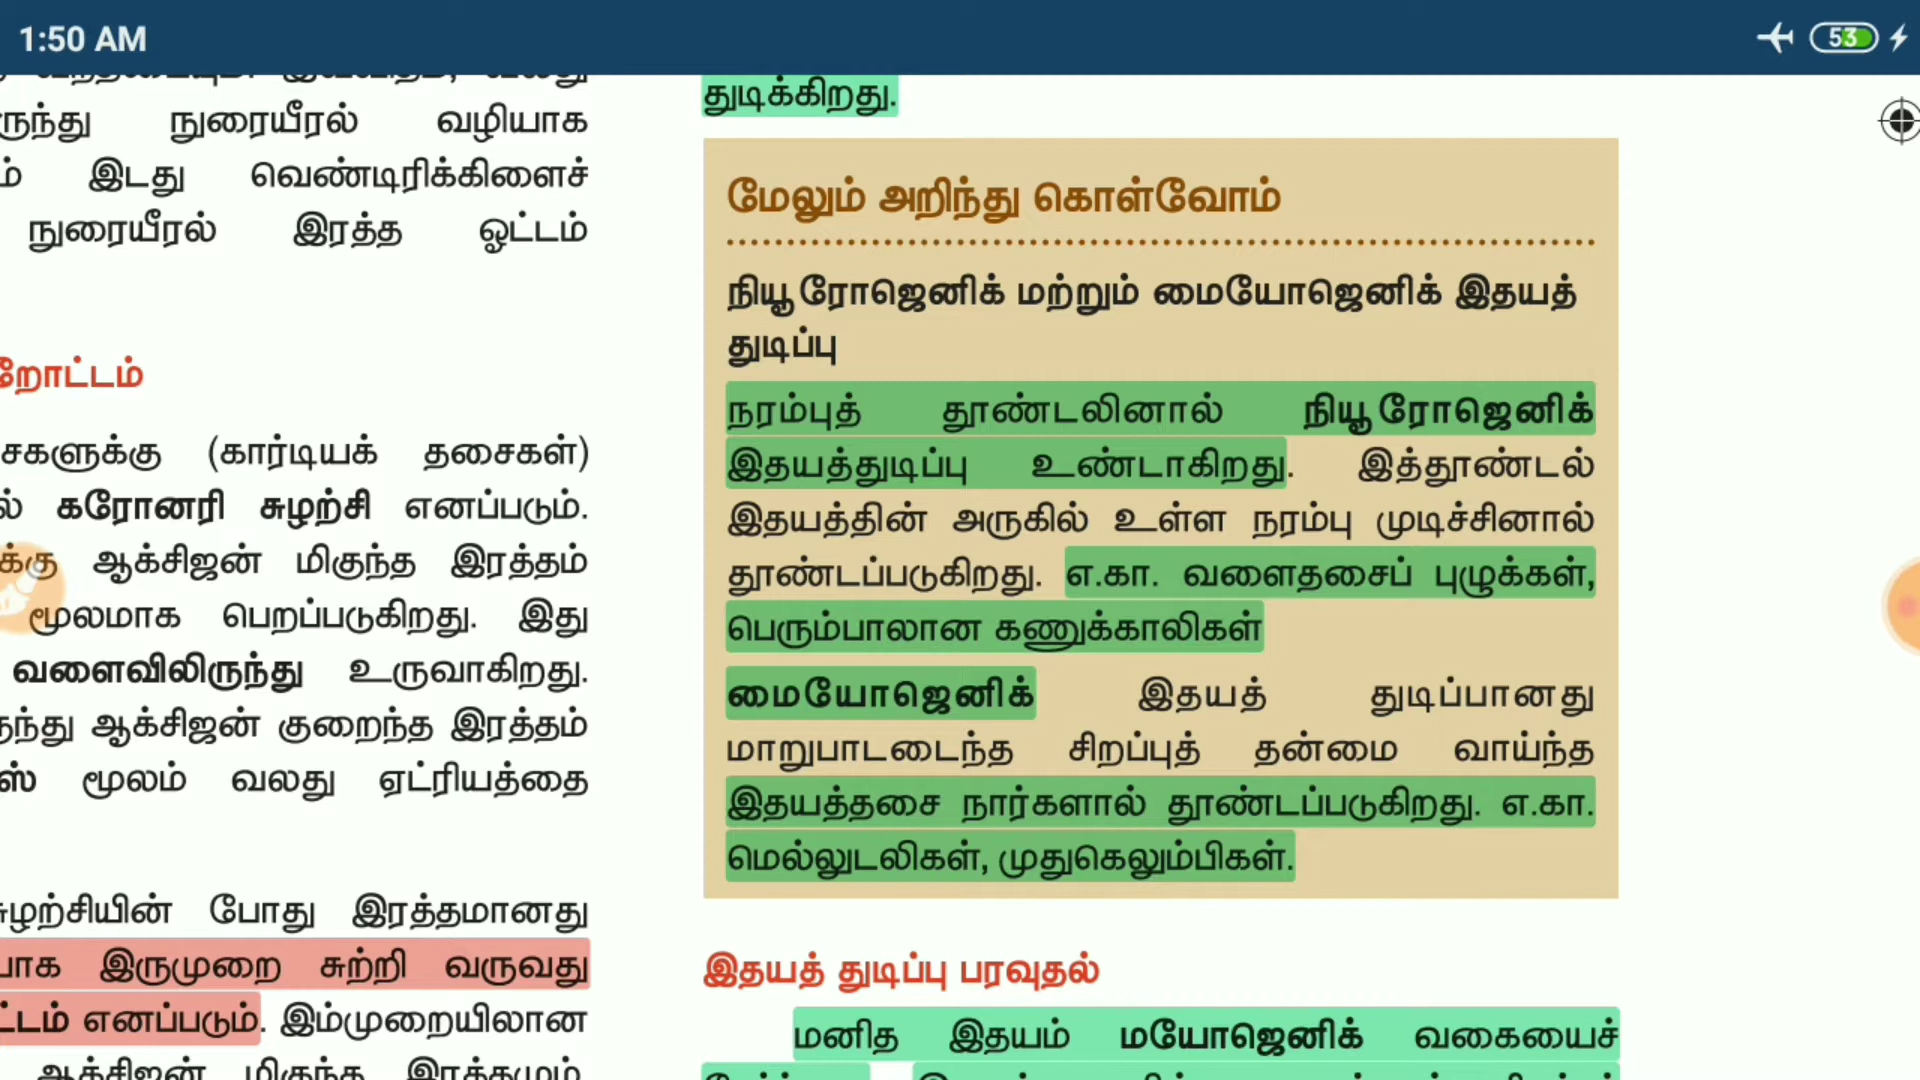 1:50 AM
53
நுரையீரல் வழியாக
இடது வெண்டிரிக்கிளைச்
நுரையீரல் இரத்த ஓட்டம்
(கார்டியக் தசைகள்)
கரோனரி சுழற்சி எனப்படும்.
ஆக்சிஜன் மிகுந்த இரத்தம்
மூலமாக பெறப்படுகிறது. இது
வளைவிலிருந்து உருவாகிறது.
ஆக்சிஜன் குறைந்த இரத்தம்
மூலம் வலது ஏட்ரியத்தை
போது இரத்தமானது
இருமுறை சுற்றி வருவது
எனப்படும். இம்முறையிலான
துடிக்கிறது.
மேலும் அறிந்து கொள்வோம்
நியூரோஜெனிக் மற்றும் மையோஜெனிக் இதயத்
துடிப்பு
நரம்புத் தூண்டலினால் நியூரோஜெனிக்
இதயத்துடிப்பு உண்டாகிறது. இத்தூண்டல்
இதயத்தின் அருகில் உள்ள நரம்பு முடிச்சினால்
தூண்டப்படுகிறது. எ.கா. வளைதசைப் புழுக்கள்,
பெரும்பாலான கணுக்காலிகள்
மையோஜெனிக் இதயத் துடிப்பானது
மாறுபாடடைந்த சிறப்புத் தன்மை வாய்ந்த
இதயத்தசை நார்களால் தூண்டப்படுகிறது. எ.கா.
மெல்லுடலிகள், முதுகெலும்பிகள்.
இதயத் துடிப்பு பரவுதல்
மனித இதயம் மயோஜெனிக் வகையைச்